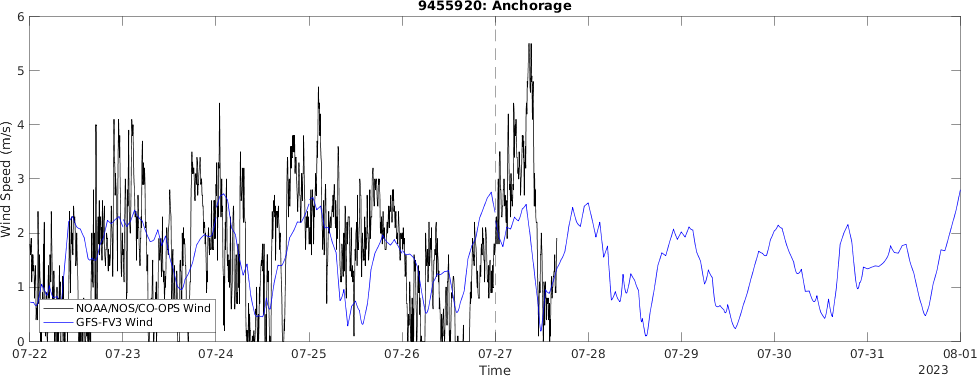 9455920: Anchorage
Wind Speed (m/s)
6
5
4
3
2
1
0
NOAA/NOS/CO-OPS Wind
GFS-FV3 Wind
07-22 07-23 07-24 07-25 07-26 07-27 07-28 07-29 07-30 07-31 08-01
Time
2023